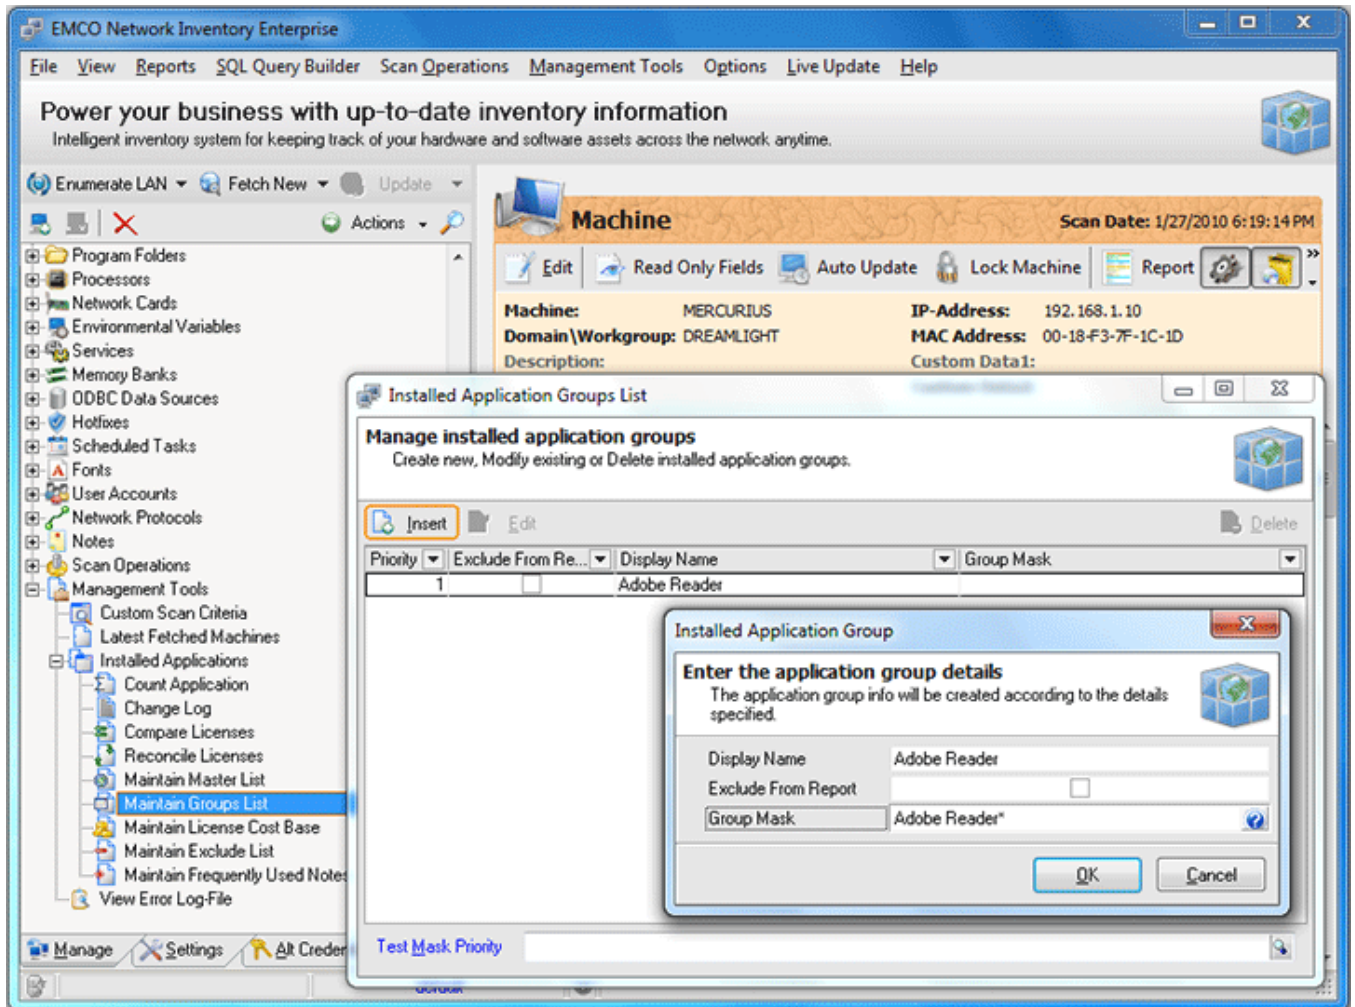 EMCO Network Inventory Enterprise
File View Reports SQL Query Builder Scan Operations Management Tools Options Live Update Help
Power your business with up-to-date inventory information
Intelligent inventory system for keeping track of your hardware and software assets across the network anytime.
Enumerate LAN Fetch New Update
Actions
Machine
Scan Date: 1/27/2010 6:19:14 PM
Edit Read Only Fields Auto Update Lock Machine Report
Machine: MERCURIUS IP-Address: 192.168.1.10
Domain\Workgroup: DREAMLIGHT MAC Address: 00-18-F3-7F-1C-1D
Description: Custom Data1:
Program Folders
Processors
Network Cards
Environmental Variables
Services
Memory Banks
ODBC Data Sources
Hotfixes
Scheduled Tasks
Fonts
User Accounts
Network Protocols
Notes
Scan Operations
Management Tools
Custom Scan Criteria
Latest Fetched Machines
Installed Applications
Count Application
Change Log
Compare Licenses
Reconcile Licenses
Maintain Master List
Maintain Groups List
Maintain License Cost Base
Maintain Exclude List
Maintain Frequently Used Notes
View Error Log-File
Manage Settings Alt Creder
Installed Application Groups List
Manage installed application groups
Create new, Modify existing or Delete installed application groups.
Insert Edit Delete
Priority Exclude From Re... Display Name Group Mask
1 Adobe Reader
Installed Application Group
Enter the application group details
The application group info will be created according to the details
specified.
Display Name Adobe Reader
Exclude From Report
Group Mask Adobe Reader*
OK Cancel
Test Mask Priority